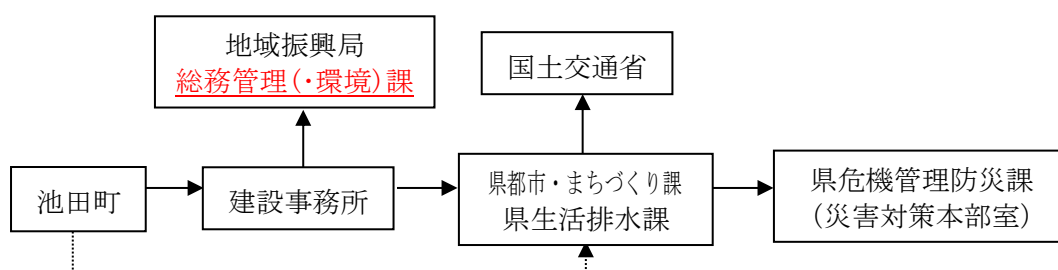 地域振興局
総務管理(・環境)課
国土交通省
池田町
建設事務所
県都市・まちづくり課
県生活排水課
県危機管理防災課
(災害対策本部室)